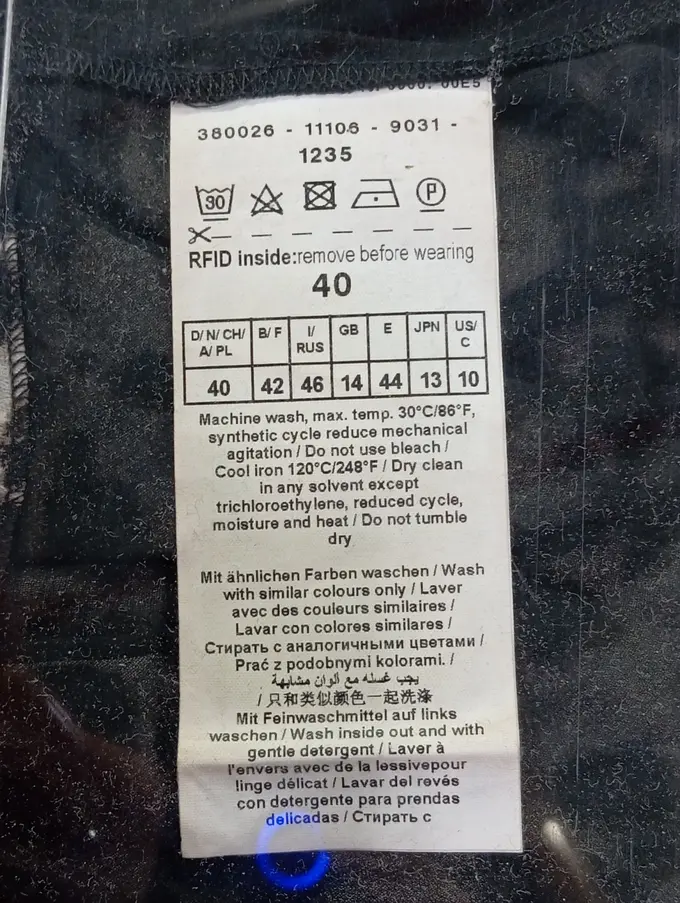 380026 - 11106 - 9031 -
1235
30 P
RFID inside:remove before wearing
40
D/ N/ CH/ A/ PL B/ F I/ RUS GB E JPN US/ C
40 42 46 14 44 13 10
Machine wash, max. temp. 30°C/86°F,
synthetic cycle reduce mechanical
agitation / Do not use bleach /
Cool iron 120°C/248°F / Dry clean
in any solvent except
trichloroethylene, reduced cycle,
moisture and heat / Do not tumble
dry
Mit ähnlichen Farben waschen / Wash
with similar colours only / Laver
avec des couleurs similaires /
Lavar con colores similares /
Стирать с аналогичными цветами /
Prać z podobnymi kolorami. /
يجب غسله مع ألوان مشابهة
/ 只和类似颜色一起洗涤
Mit Feinwaschmittel auf links
waschen / Wash inside out and with
gentle detergent / Laver à
l'envers avec de la lessivepour
linge délicat / Lavar del revés
con detergente para prendas
delicadas / Стирать с